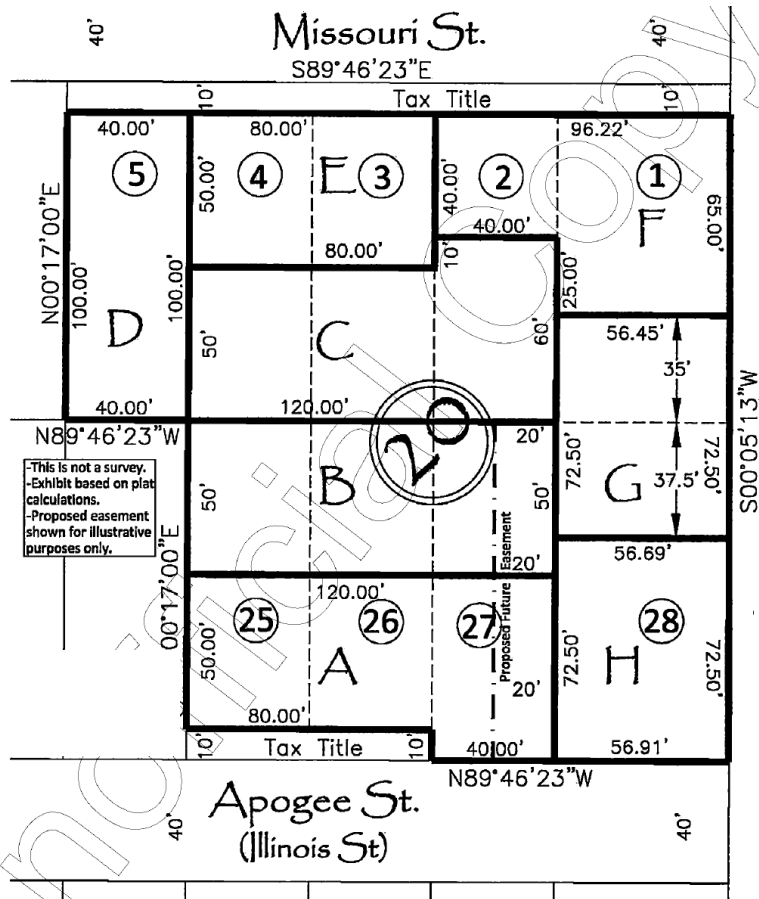 Missouri St.
40'
40'
S89°46'23"E
10'
Tax Title
10'
40.00'
80.00'
96.22'
5
4
E
3
2
1
F
50.00'
40.00'
65.00'
40.00'
N00°17'00"E
100.00'
100.00'
80.00'
10'
25.00'
D
C
50'
60'
56.45'
35'
40.00'
120.00'
N89°46'23"W
20
20'
S00°05'13"W
-This is not a survey.
-Exhibit based on plat
calculations.
-Proposed easement
shown for illustrative
purposes only.
50'
B
50'
72.50'
G
37.5'
72.50'
Proposed Future Easement
20'
56.69'
00°17'00"E
120.00'
25
26
27
28
50.00'
A
20'
72.50'
H
72.50'
80.00'
10'
Tax Title
10'
40.00'
56.91'
N89°46'23"W
Apogee St.
(Illinois St)
40'
40'
Unofficial Copy